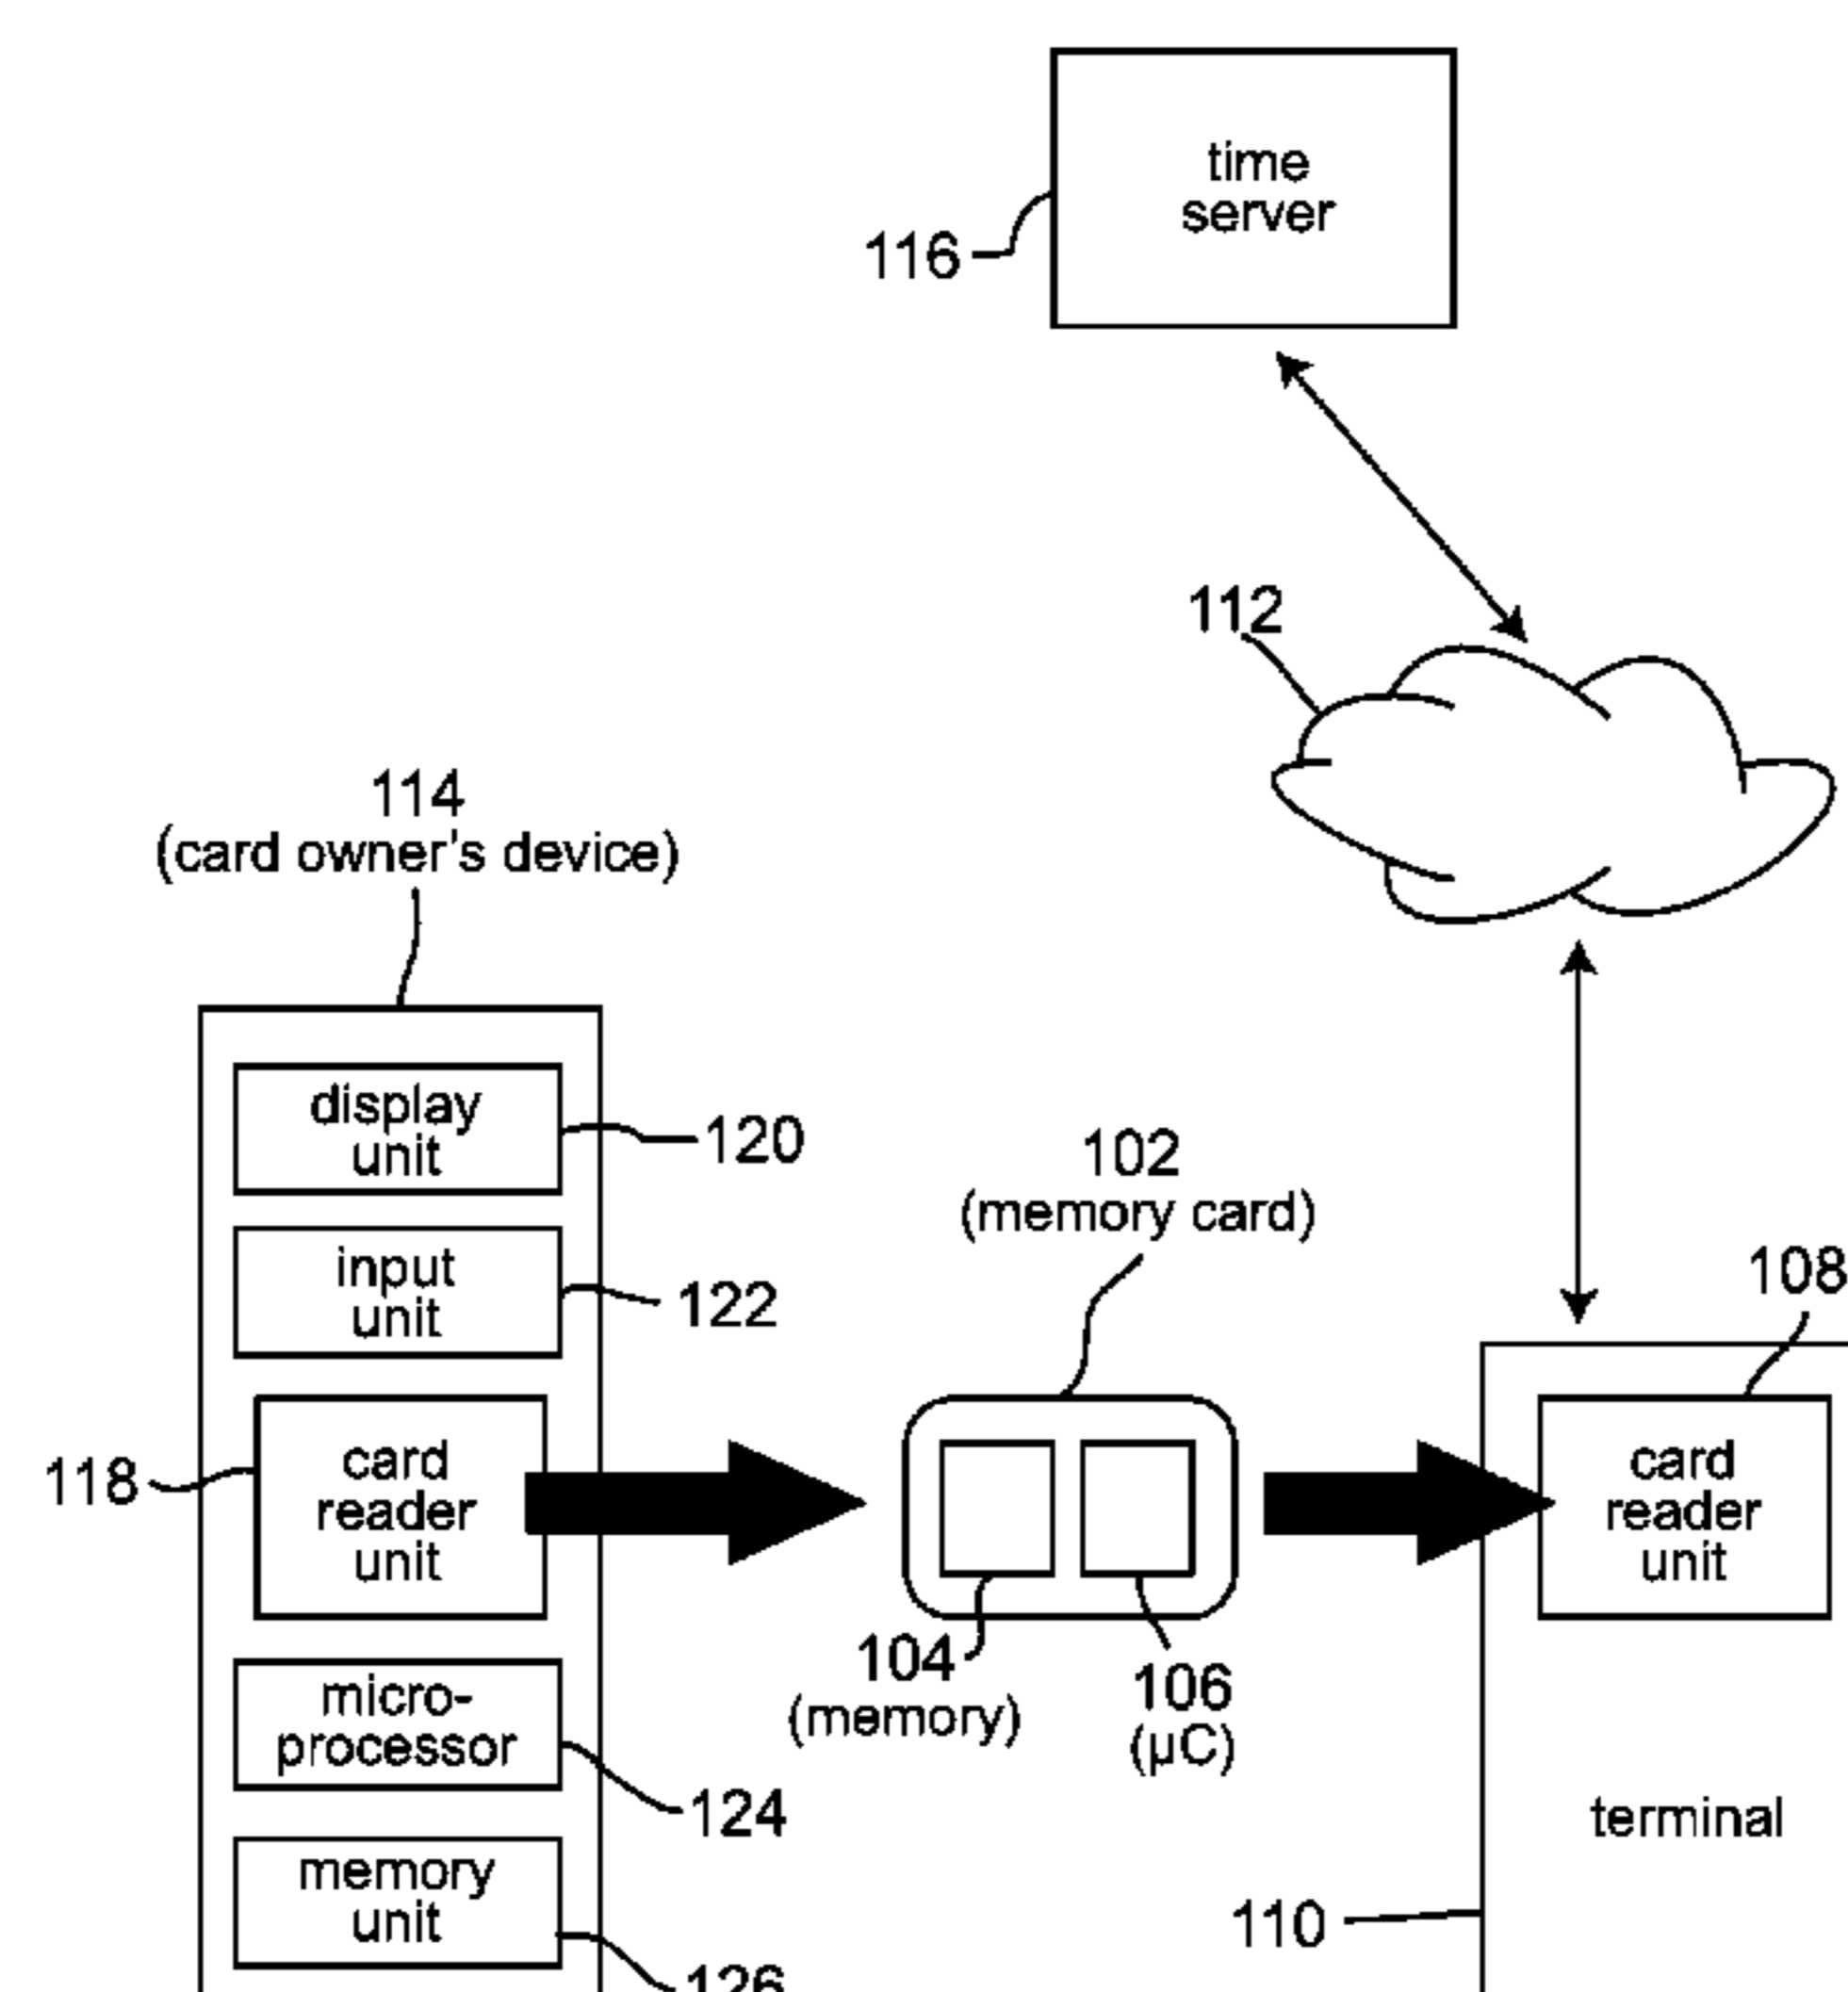 time
server
116
112
114
(card owner's device)
display
unit
120
102
(memory card)
input
unit
122
108
card
reader
unit
118
card
reader
unit
104
(memory)
106
(µC)
micro-
processor
124
terminal
memory
unit
110
126